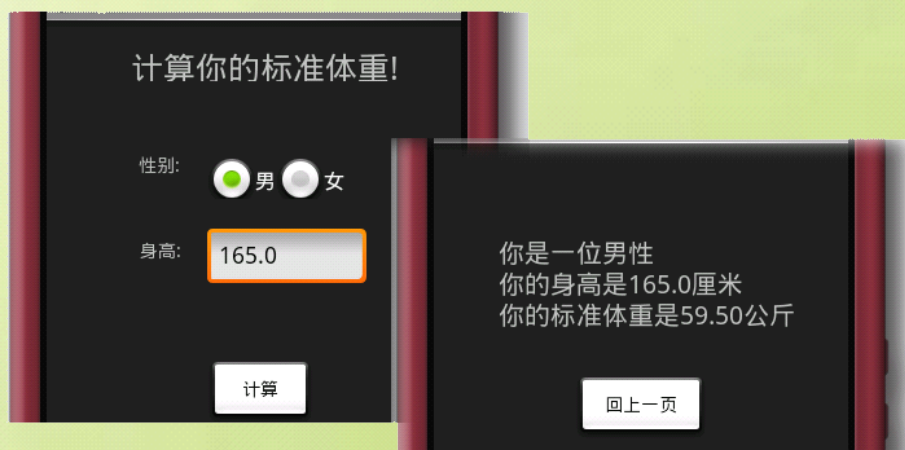 计算你的标准体重!
性别: 男 女
身高: 165.0
计算
你是一位男性
你的身高是165.0厘米
你的标准体重是59.50公斤
回上一页